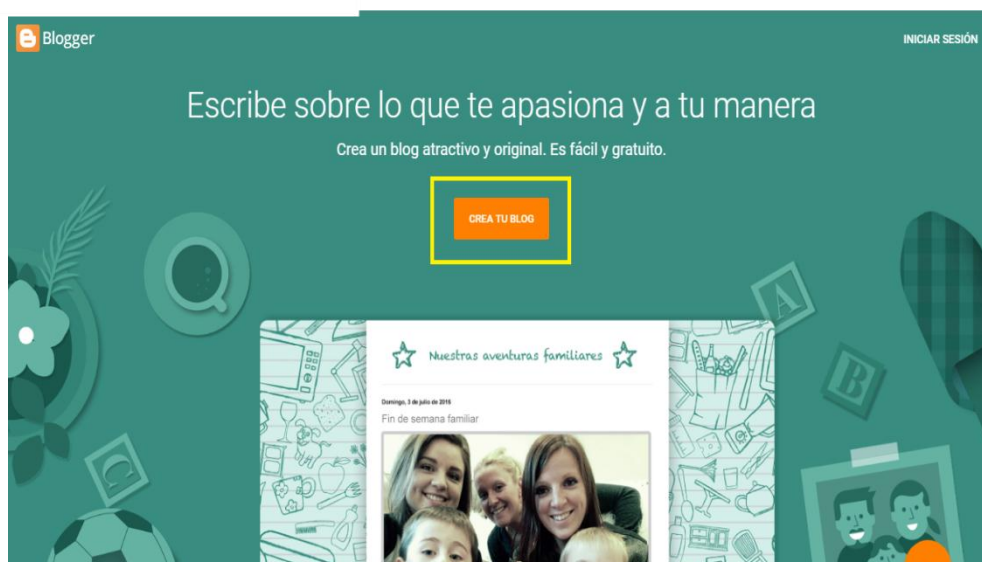 Blogger
INICIAR SESIÓN
Escribe sobre lo que te apasiona y a tu manera
Crea un blog atractivo y original. Es fácil y gratuito.
CREA TU BLOG
A
B
C
Nuestras aventuras familiares
Domingo, 3 de julio de 2016
Fin de semana familiar